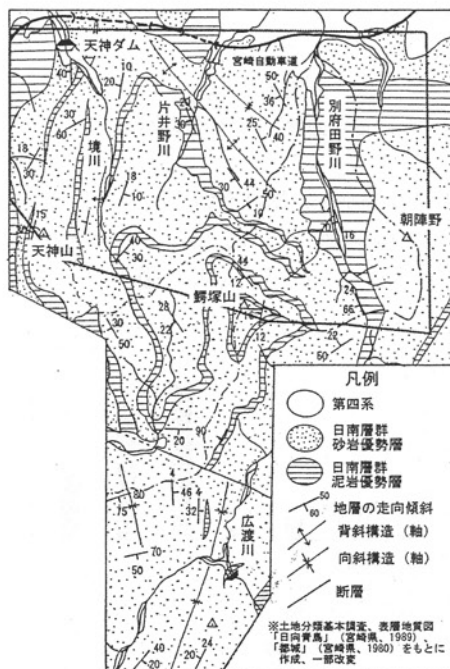 天神ダム
宮崎自動車道
片井野川
別府田野川
境川
朝陣野
天神山
鰐塚山
広渡川
凡例
第四系
日南層群
砂岩優勢層
日南層群
泥岩優勢層
50
60
地層の走向傾斜
背斜構造(軸)
向斜構造(軸)
断層
※土地分類基本調査、表層地質図
「日向青島」(宮崎県、1989)、
「都城」(宮崎県、1980)をもとに
作成、一部改変